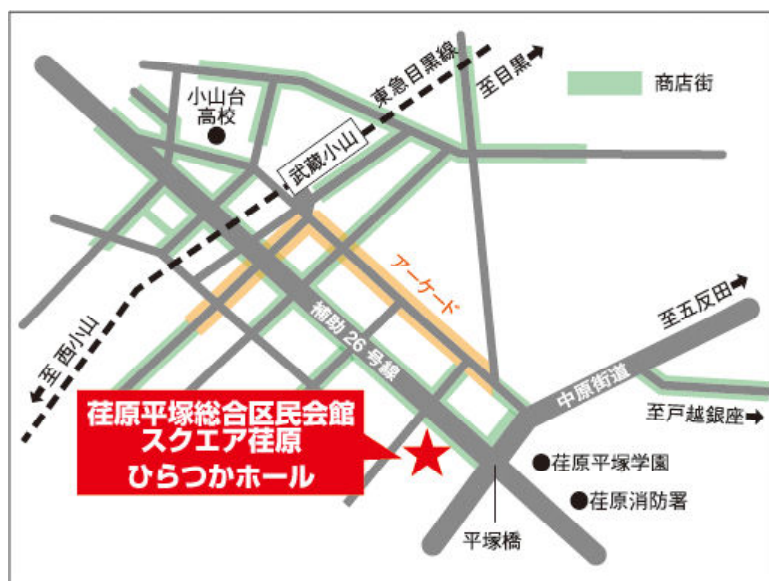 小山台
高校
東急目黒線
至目黒
商店街
武蔵小山
アーケード
至五反田
補助26号線
中原街道
至 西小山
至戸越銀座
荏原平塚総合区民会館
スクエア荏原
ひらつかホール
荏原平塚学園
荏原消防署
平塚橋